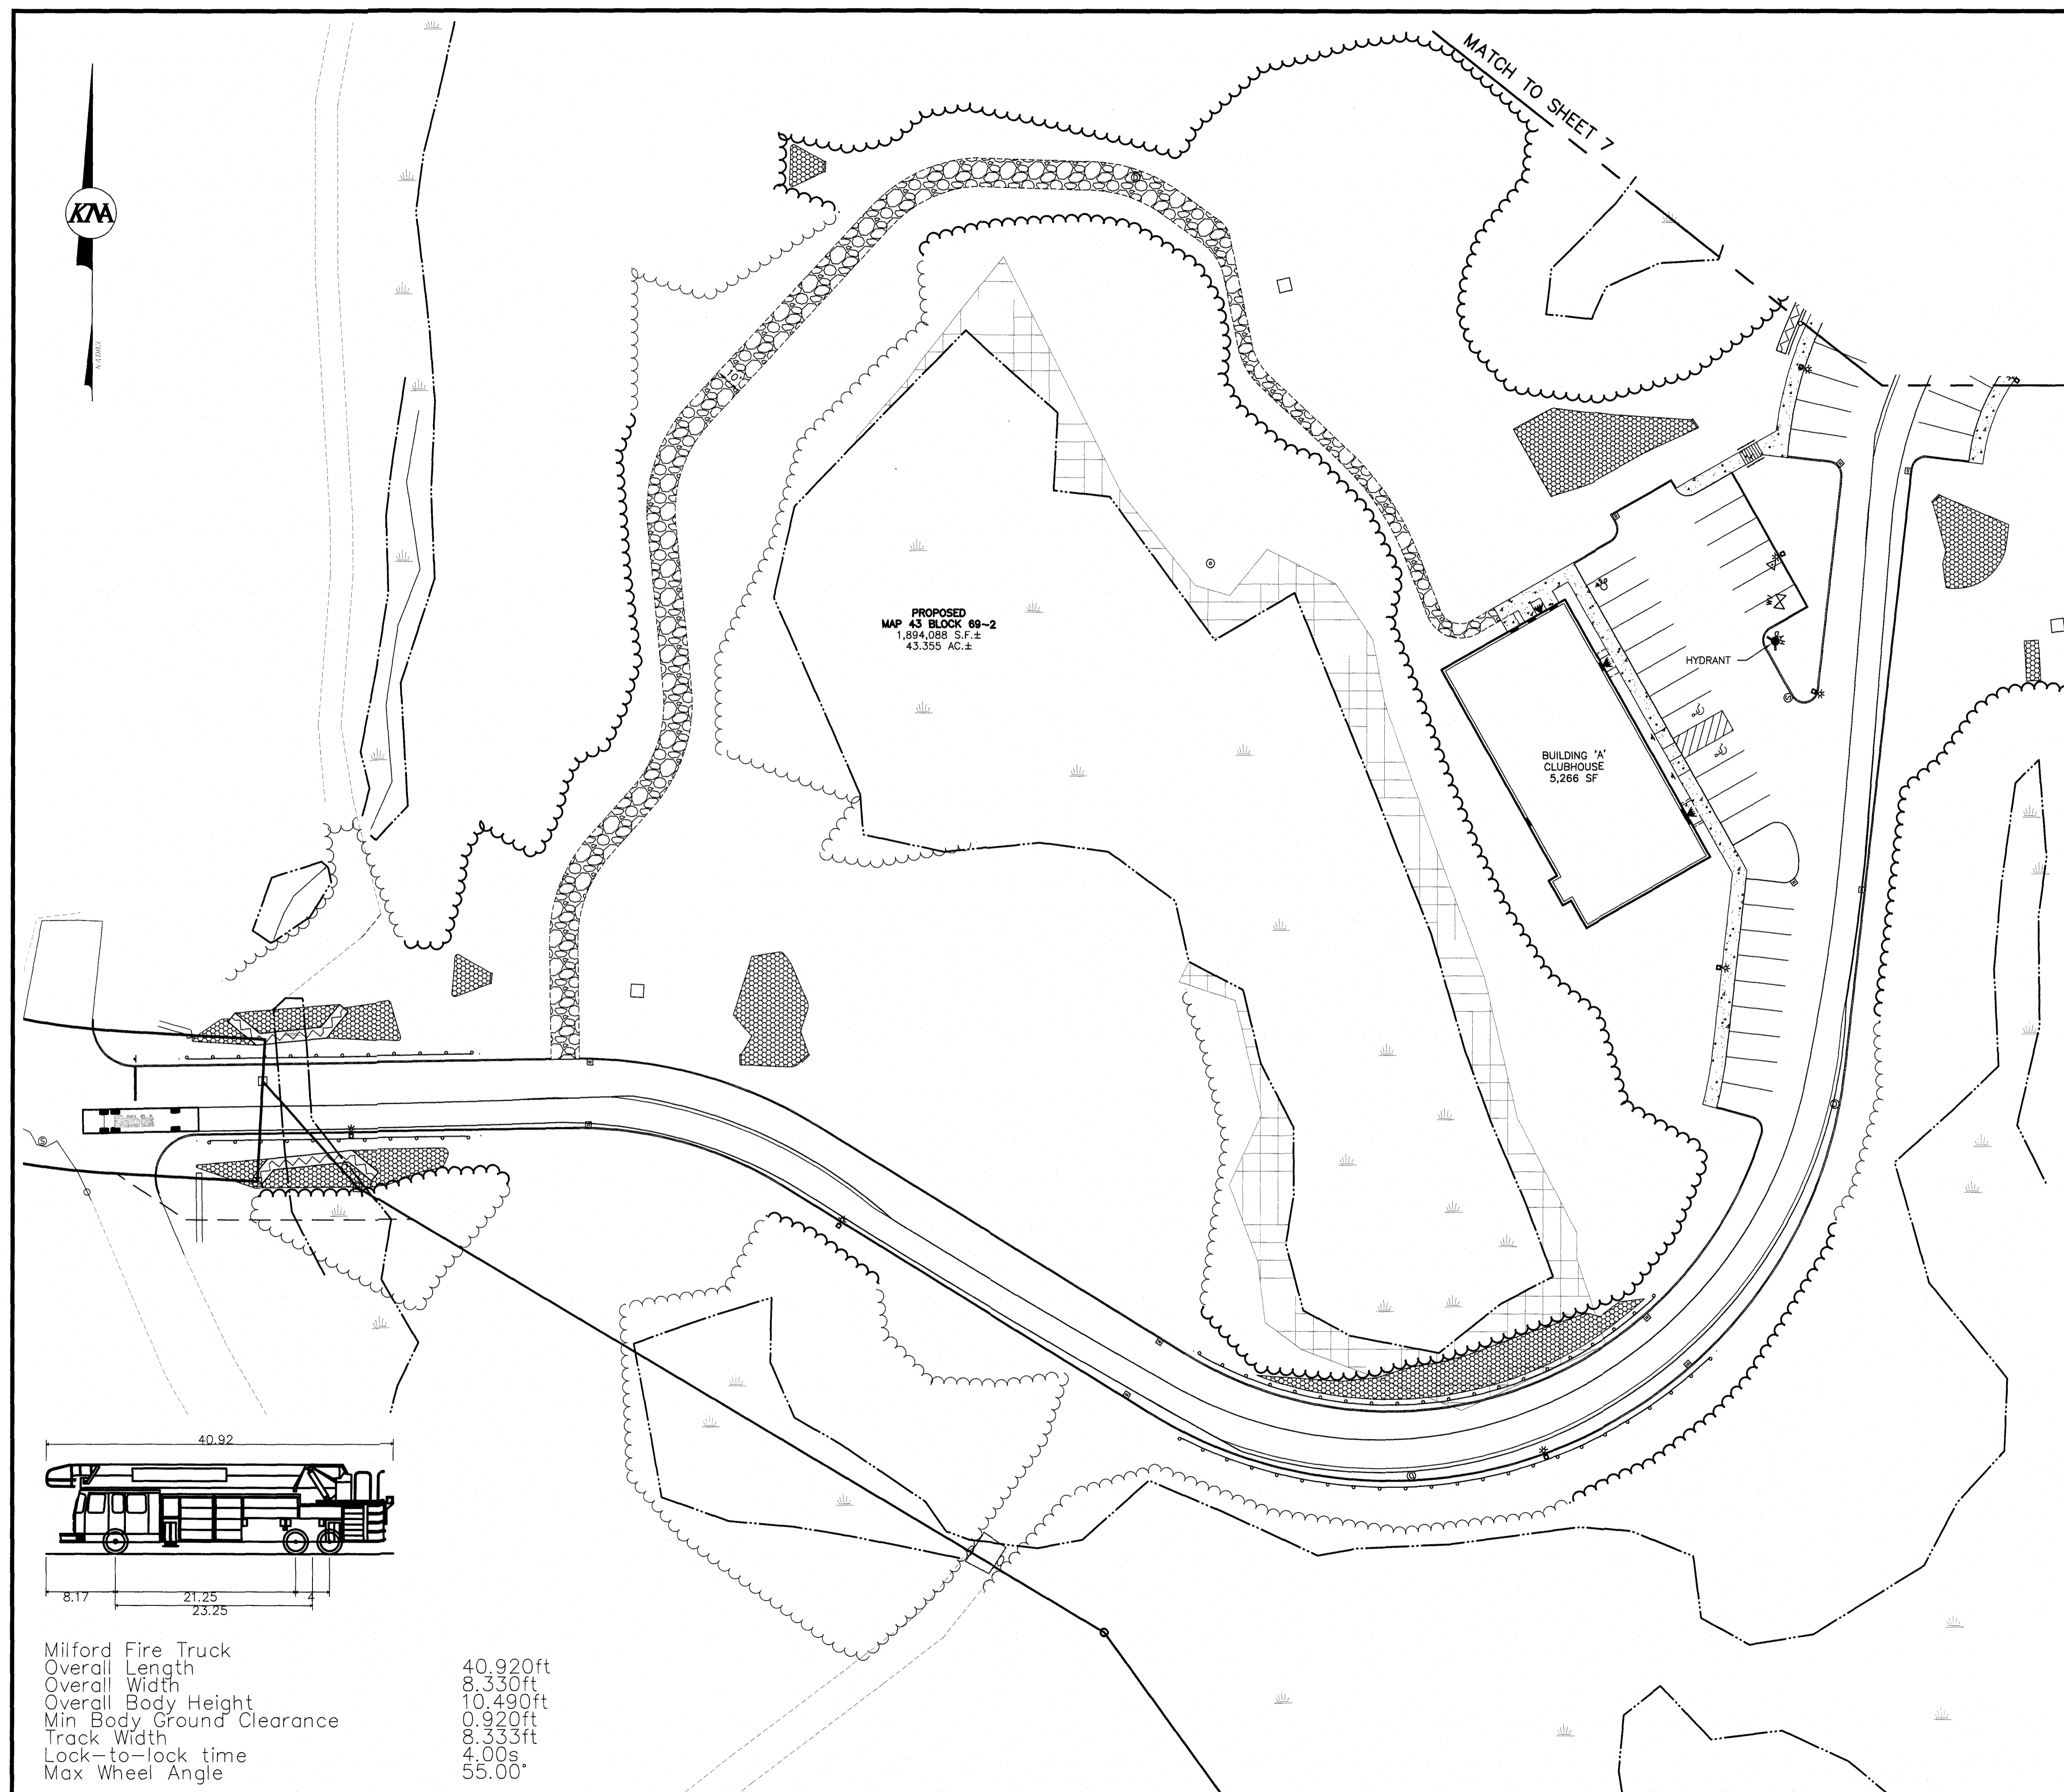 MATCH TO SHEET 7
KNA
NAD83
10'
PROPOSED
MAP 43 BLOCK 69~2
1,894,088 S.F.±
43.355 AC.±
HYDRANT
BUILDING 'A'
CLUBHOUSE
5,266 SF
S
S
40.92
8.17
21.25
4
23.25
Milford Fire Truck
Overall Length 40.920ft
Overall Width 8.330ft
Overall Body Height 10.490ft
Min Body Ground Clearance 0.920ft
Track Width 8.333ft
Lock-to-lock time 4.00s
Max Wheel Angle 55.00°